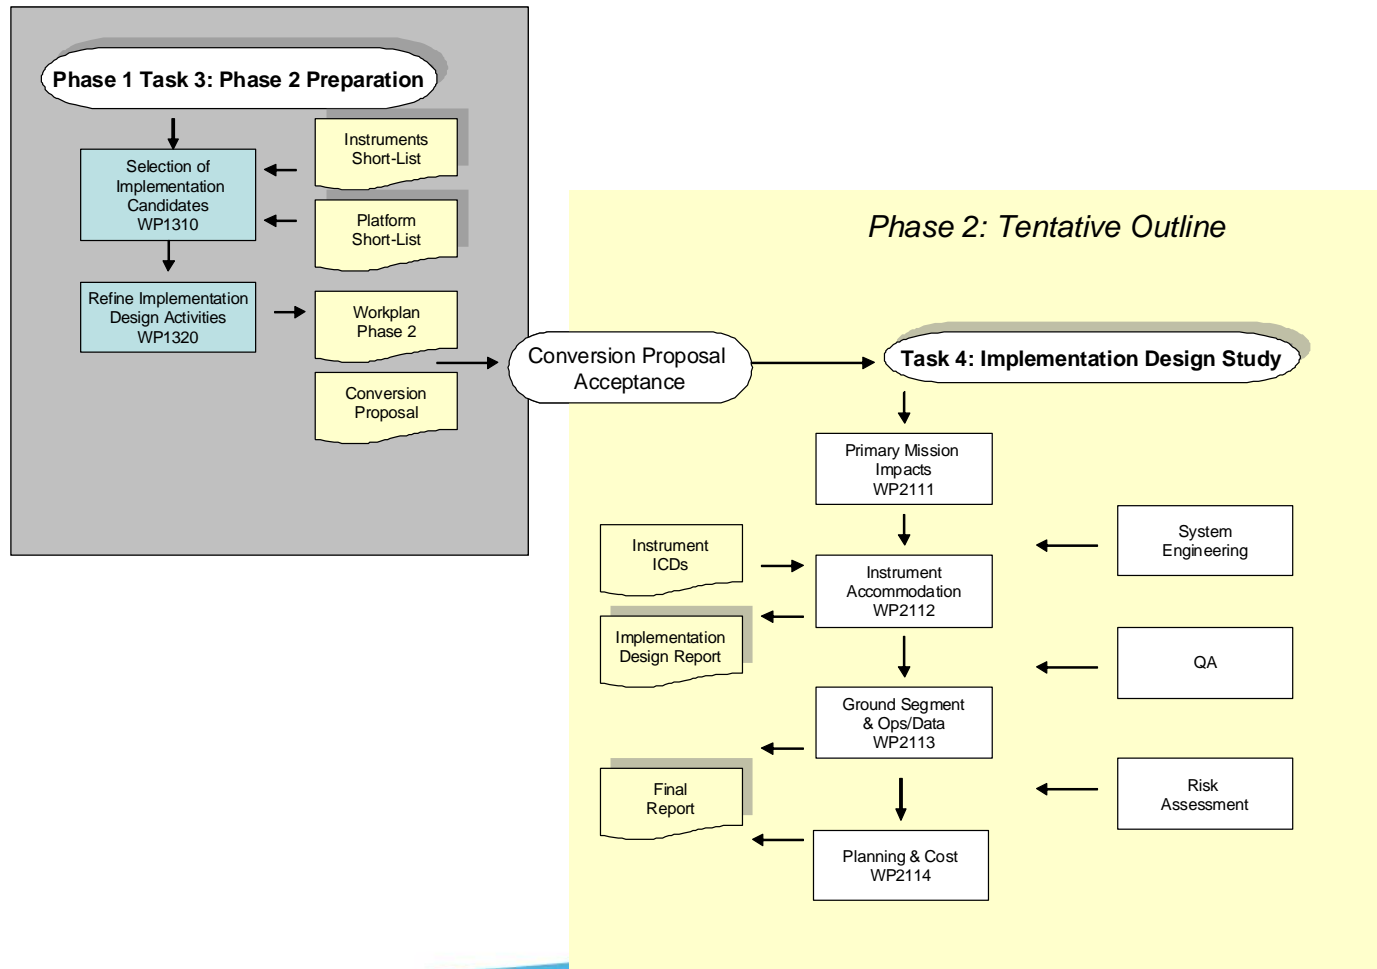 Phase 1 Task 3: Phase 2 Preparation
Instruments
Short-List
Selection of
Implementation
Candidates
WP1310
Platform
Short-List
Refine Implementation
Design Activities
WP1320
Workplan
Phase 2
Conversion
Proposal
Conversion Proposal
Acceptance
Phase 2: Tentative Outline
Task 4: Implementation Design Study
Primary Mission
Impacts
WP2111
Instrument
ICDs
Instrument
Accommodation
WP2112
System
Engineering
Implementation
Design Report
QA
Ground Segment
& Ops/Data
WP2113
Final
Report
Risk
Assessment
Planning & Cost
WP2114